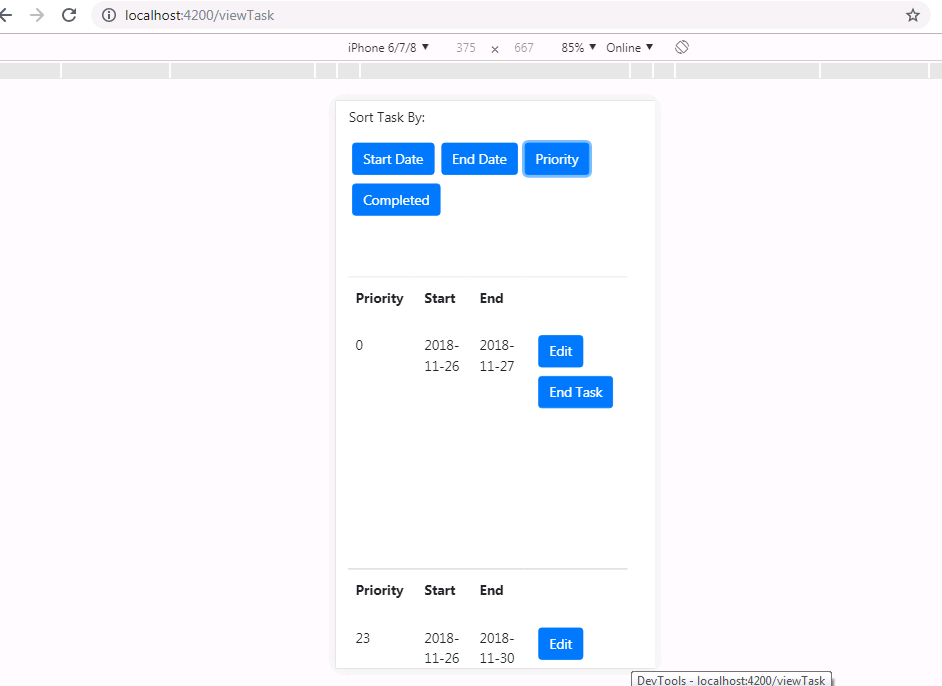 localhost:4200/viewTask
iPhone 6/7/8 ▼ 375 × 667 85% ▼ Online ▼
Sort Task By:
Start Date End Date Priority
Completed
Priority Start End
0 2018-11-26 2018-11-27 Edit
End Task
Priority Start End
23 2018-11-26 2018-11-30 Edit
DevTools - localhost:4200/viewTask